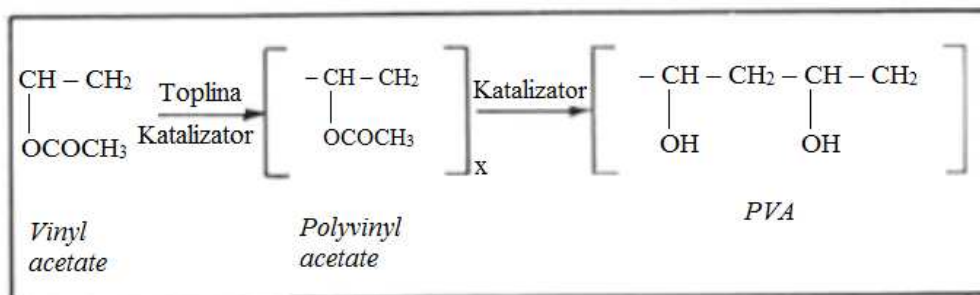 CH – CH2
OCOCH3
Toplina
Katalizator
– CH – CH2
OCOCH3
x
Katalizator
– CH – CH2 – CH – CH2
OH OH
Vinyl
acetate
Polyvinyl
acetate
PVA